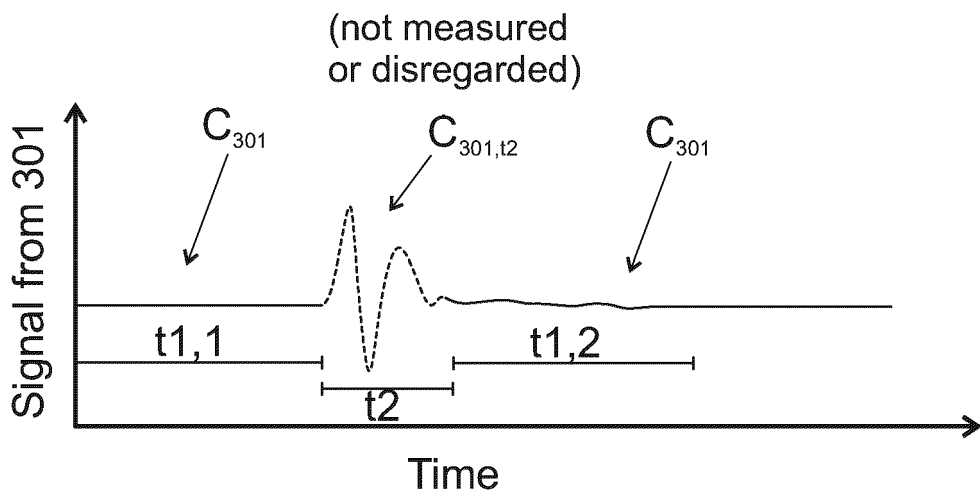 (not measured
or disregarded)
C301
C301,t2
C301
Signal from 301
t1,1
t1,2
t2
Time